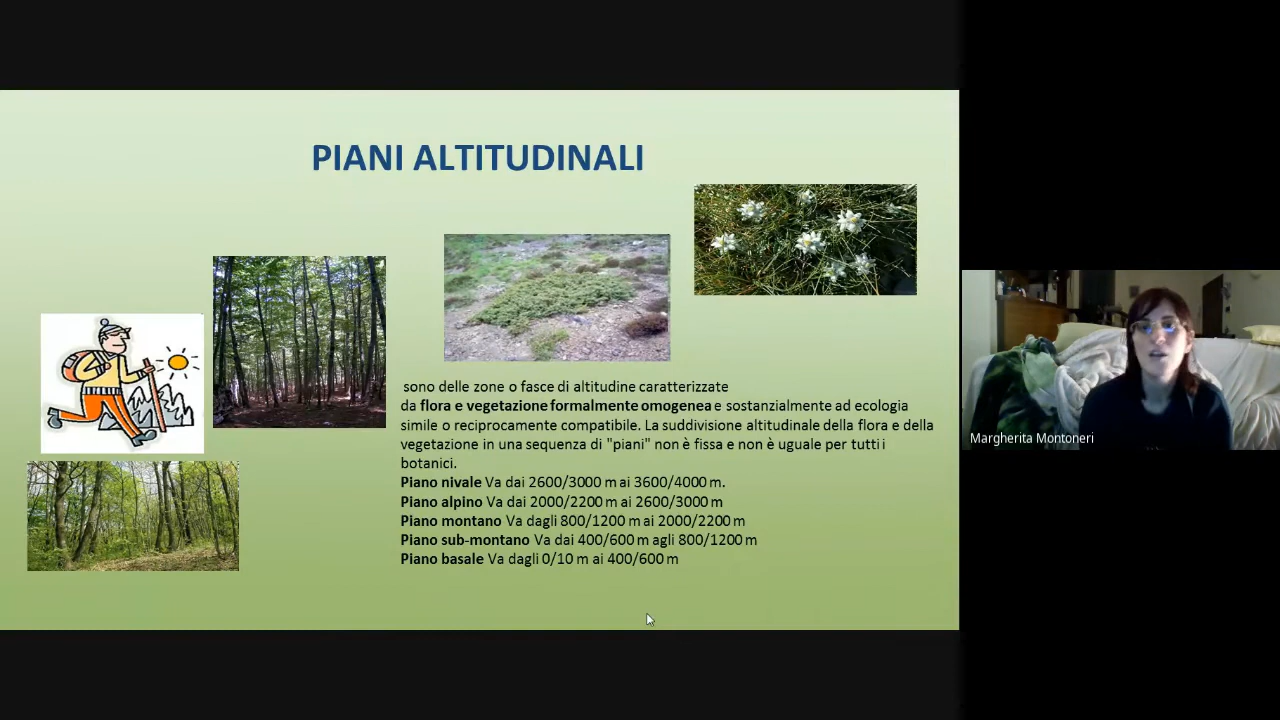 PIANI ALTITUDINALI
sono delle zone o fasce di altitudine caratterizzate
da flora e vegetazione formalmente omogenea e sostanzialmente ad ecologia
simile o reciprocamente compatibile. La suddivisione altitudinale della flora e della
vegetazione in una sequenza di "piani" non è fissa e non è uguale per tutti i
botanici.
Piano nivale Va dai 2600/3000 m ai 3600/4000 m.
Piano alpino Va dai 2000/2200 m ai 2600/3000 m
Piano montano Va dagli 800/1200 m ai 2000/2200 m
Piano sub-montano Va dai 400/600 m agli 800/1200 m
Piano basale Va dagli 0/10 m ai 400/600 m
Margherita Montoneri